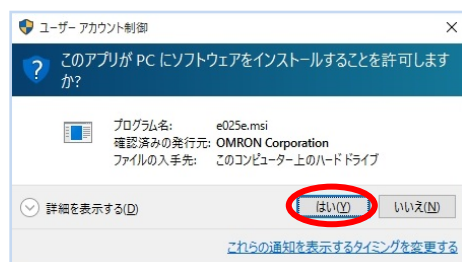 ユーザー アカウント制御
このアプリが PC にソフトウェアをインストールすることを許可します
か?
プログラム名: e025e.msi
確認済みの発行元: OMRON Corporation
ファイルの入手先: このコンピューター上のハード ドライブ
詳細を表示する(D) はい(Y) いいえ(N)
これらの通知を表示するタイミングを変更する